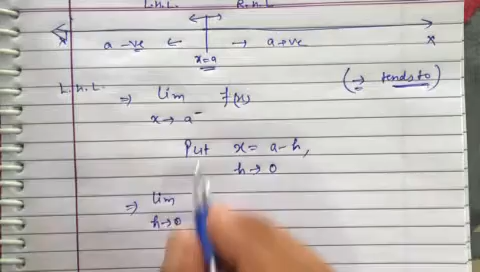 L.H.L. R.H.L
x' a -ve ← → a +ve x
x=a
(→ tends to)
L.H.L.
⇒ lim f(x)
x→a⁻
Put x = a-h,
h→0
⇒ lim
h→0